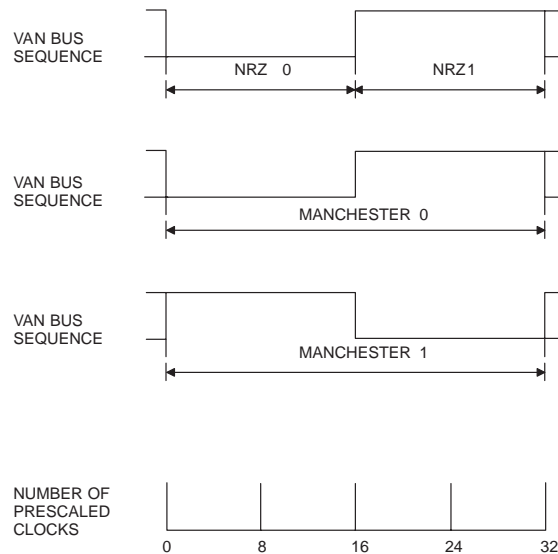 VAN BUS
SEQUENCE
NRZ 0
NRZ1
VAN BUS
SEQUENCE
MANCHESTER 0
VAN BUS
SEQUENCE
MANCHESTER 1
NUMBER OF
PRESCALED
CLOCKS
0 8 16 24 32